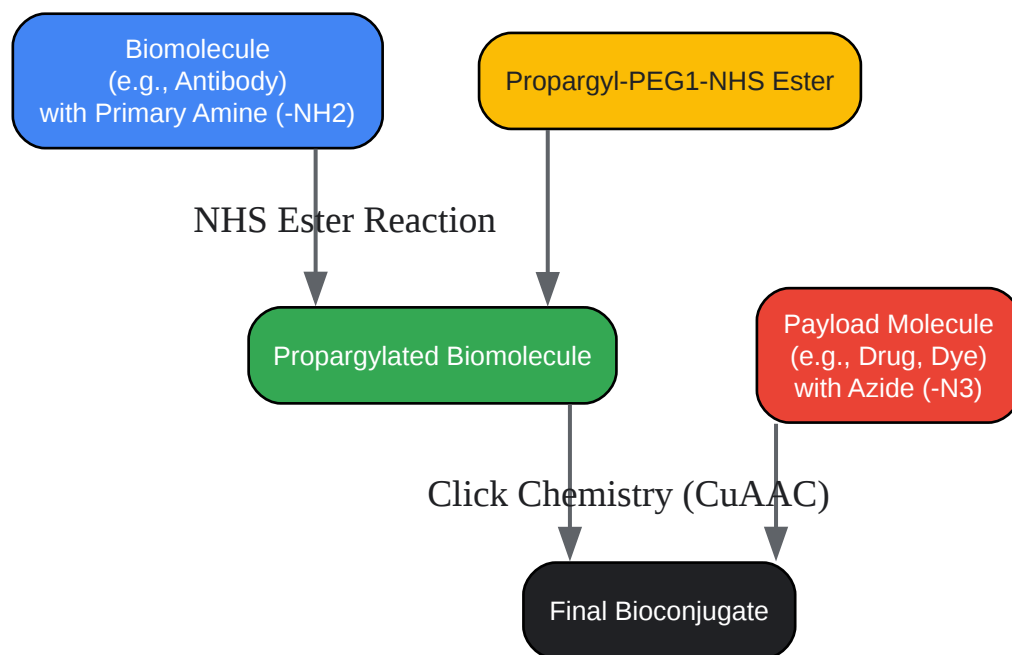 Biomolecule
(e.g., Antibody)
with Primary Amine (-NH2)
Propargyl-PEG1-NHS Ester
NHS Ester Reaction
Propargylated Biomolecule
Payload Molecule
(e.g., Drug, Dye)
with Azide (-N3)
Click Chemistry (CuAAC)
Final Bioconjugate